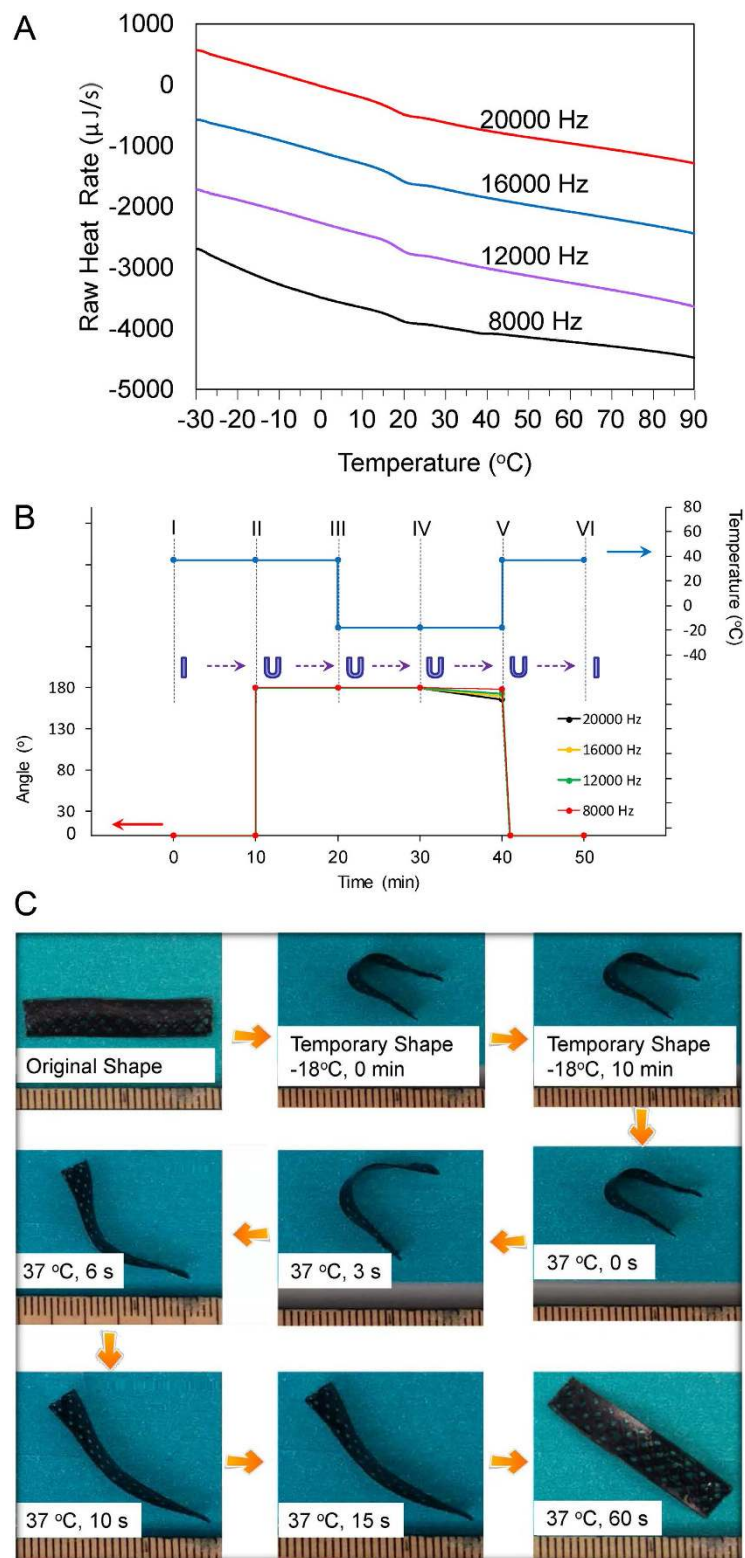 A
1000
0
-1000
-2000
-3000
-4000
-5000
Raw Heat Rate (μJ/s)
20000 Hz
16000 Hz
12000 Hz
8000 Hz
-30 -20 -10 0 10 20 30 40 50 60 70 80 90
Temperature (°C)
B
I II III IV V VI
80
60
40
20
0
-20
-40
Temperature (°C)
I U U U U I
180
130
80
30
0
Angle (°)
20000 Hz
16000 Hz
12000 Hz
8000 Hz
0 10 20 30 40 50
Time (min)
C
Original Shape
Temporary Shape
-18°C, 0 min
Temporary Shape
-18°C, 10 min
37 °C, 6 s
37 °C, 3 s
37 °C, 0 s
37 °C, 10 s
37 °C, 15 s
37 °C, 60 s